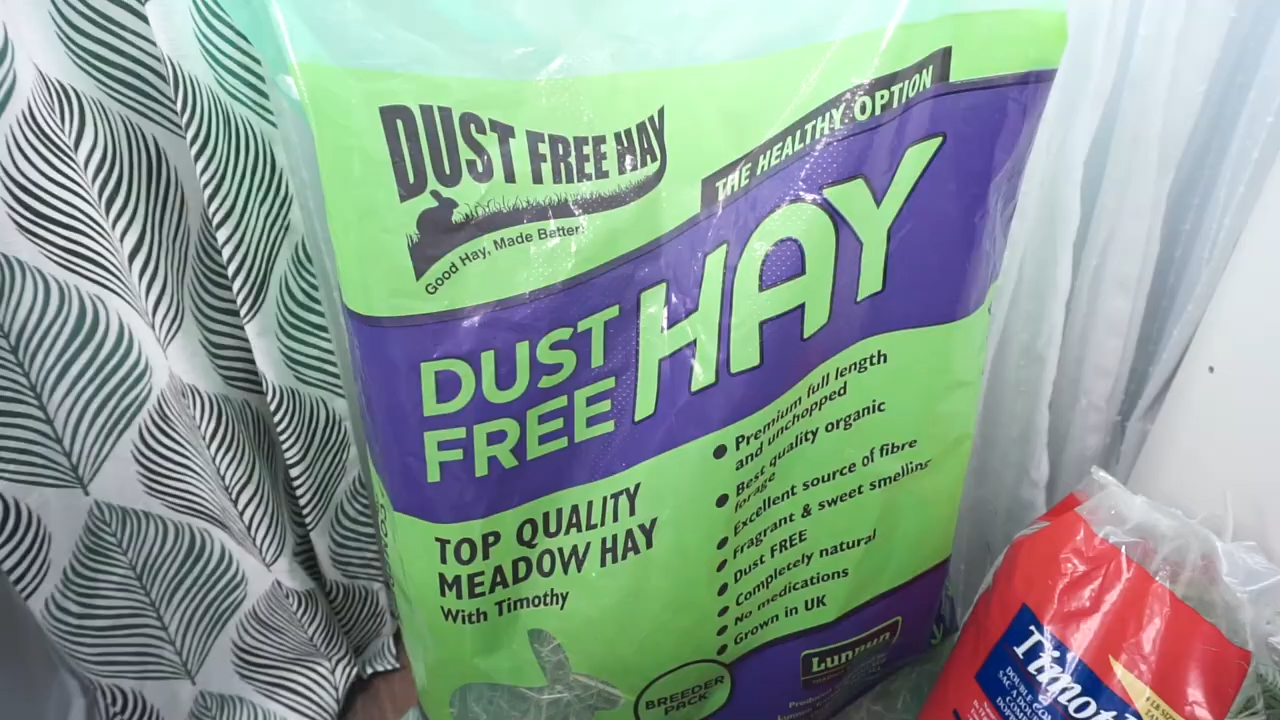 DUST FREE HAY
Good Hay, Made Better!
THE HEALTHY OPTION
DUST
FREE
HAY
TOP QUALITY
MEADOW HAY
With Timothy
Premium full length
and unchopped
Best quality organic
forage
Excellent source of fibre
Fragrant & sweet smelling
Dust FREE
Completely natural
No medications
Grown in UK
BREEDER
PACK
DOUBLE